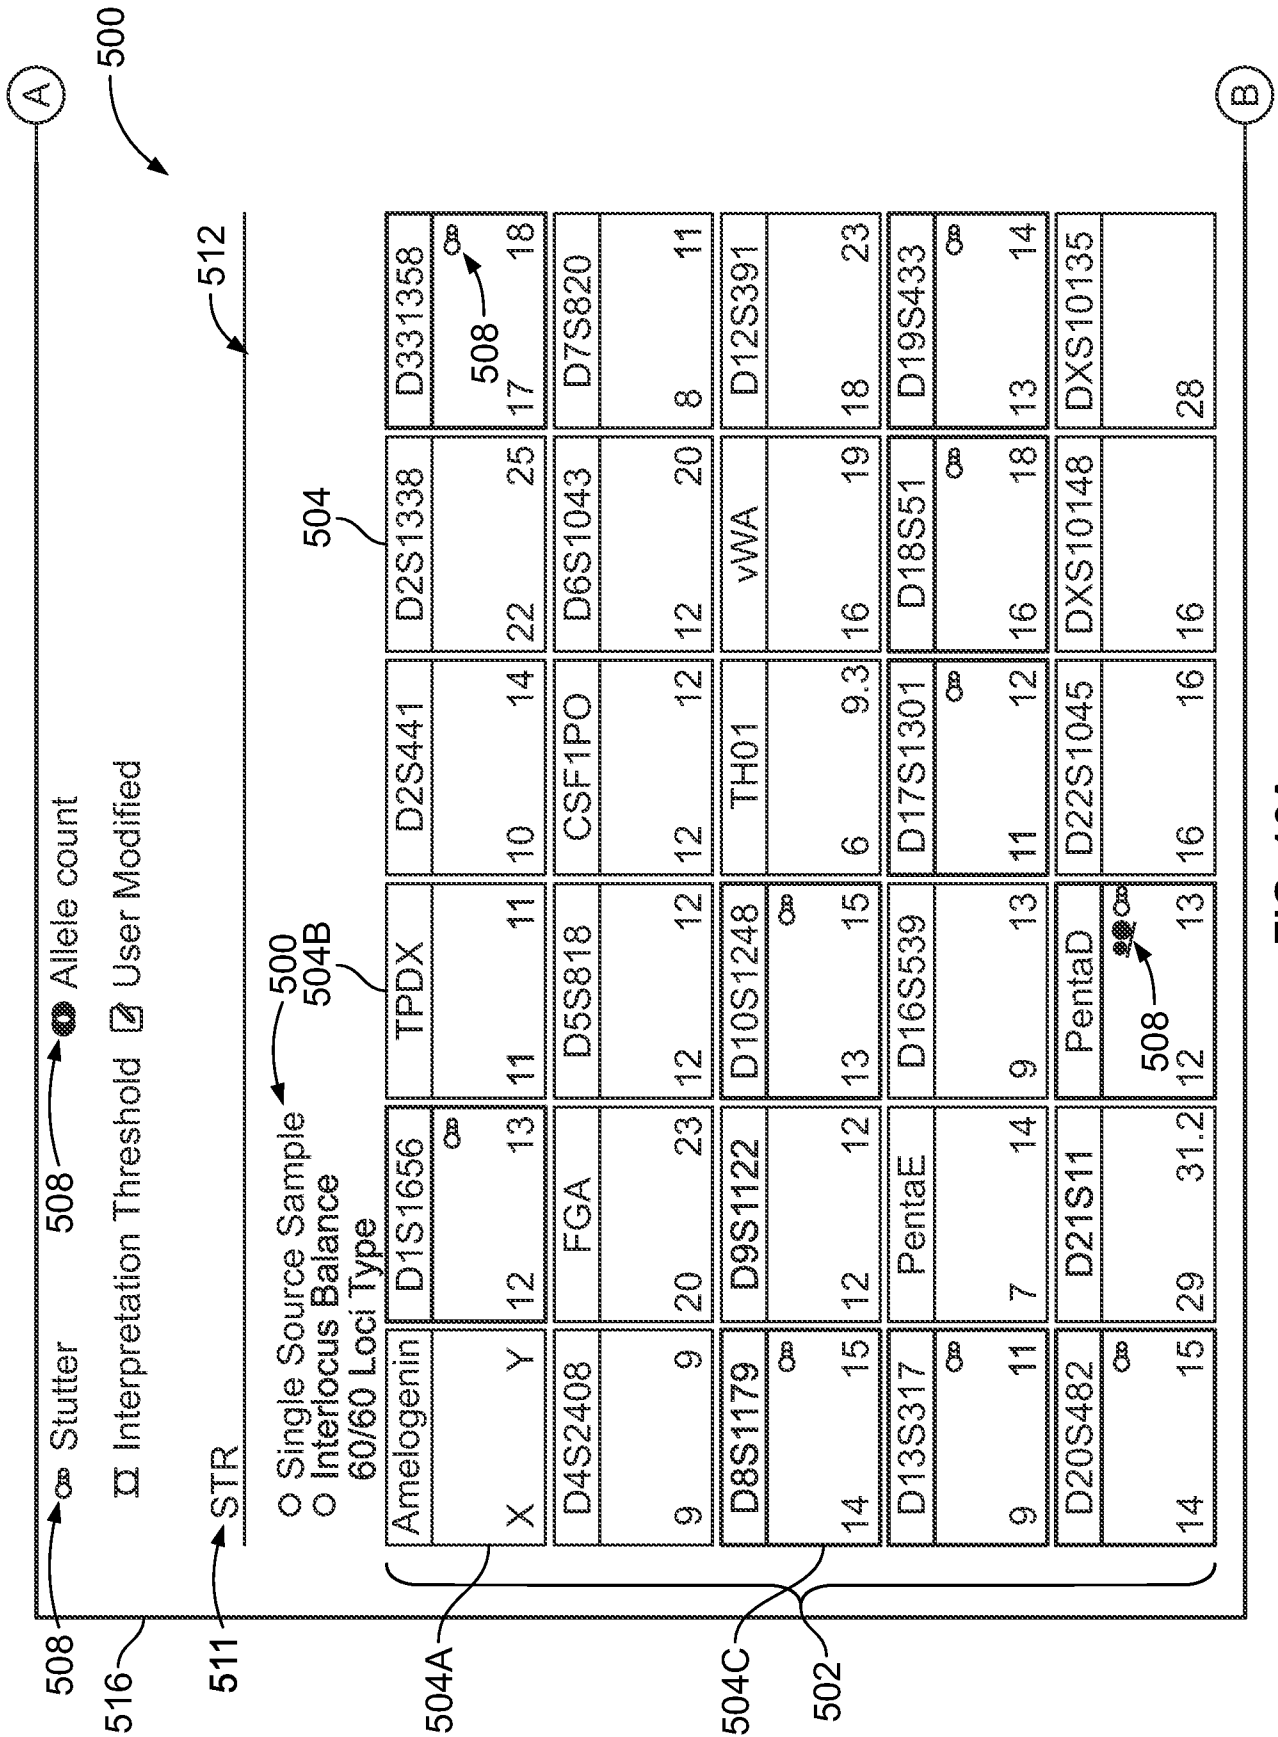 A
500
508 Stutter 508 Allele count
516 Interpretation Threshold User Modified
511 STR 512
Single Source Sample 500
Interlocus Balance
60/60 Loci Type
504B 504
504A
Amelogenin D1S1656 TPDX D2S441 D2S1338 D331358
X Y 12 13 11 11 10 14 22 25 17 18
508
D4S2408 FGA D5S818 CSF1PO D6S1043 D7S820
9 9 20 23 12 12 12 12 12 20 8 11
504C
D8S1179 D9S1122 D10S1248 TH01 vWA D12S391
14 15 12 12 13 15 6 9.3 16 19 18 23
502
D13S317 PentaE D16S539 D17S1301 D18S51 D19S433
9 11 7 14 9 13 11 12 16 18 13 14
D20S482 D21S11 PentaD D22S1045 DXS10148 DXS10135
14 15 29 31.2 12 13 16 16 16 28
508
B